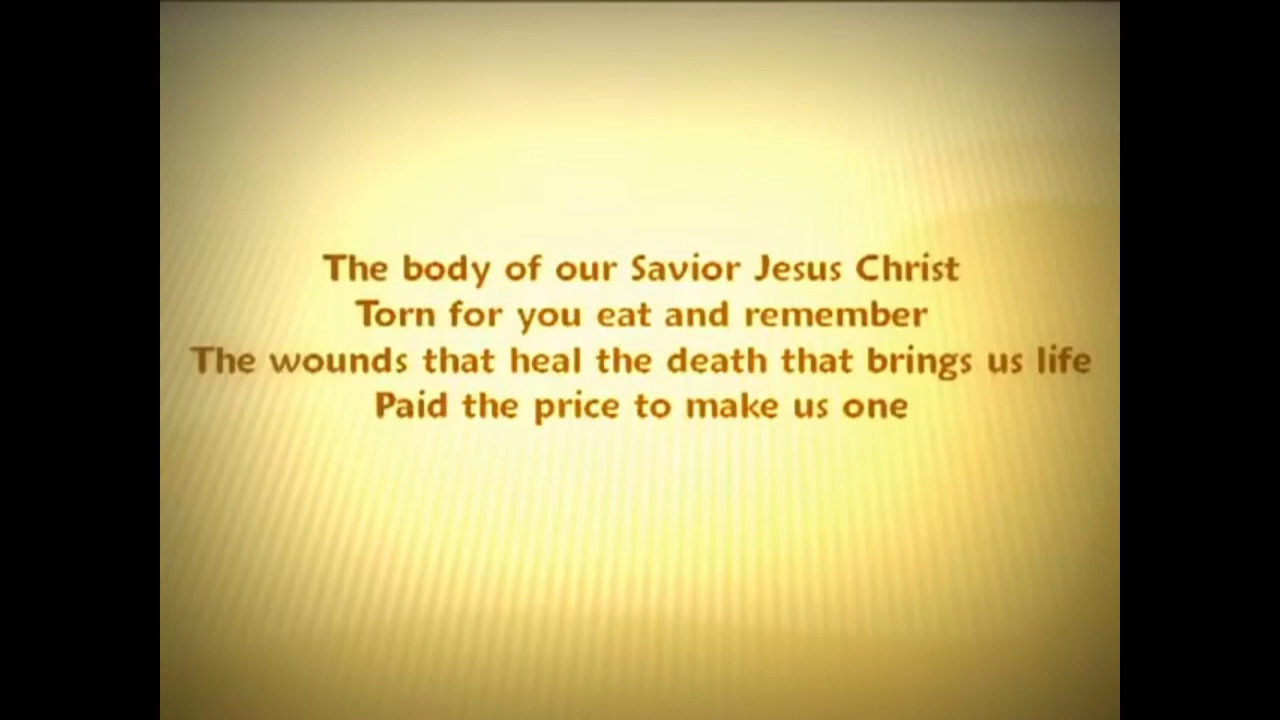 The body of our Savior Jesus Christ
Torn for you eat and remember
The wounds that heal the death that brings us life
Paid the price to make us one